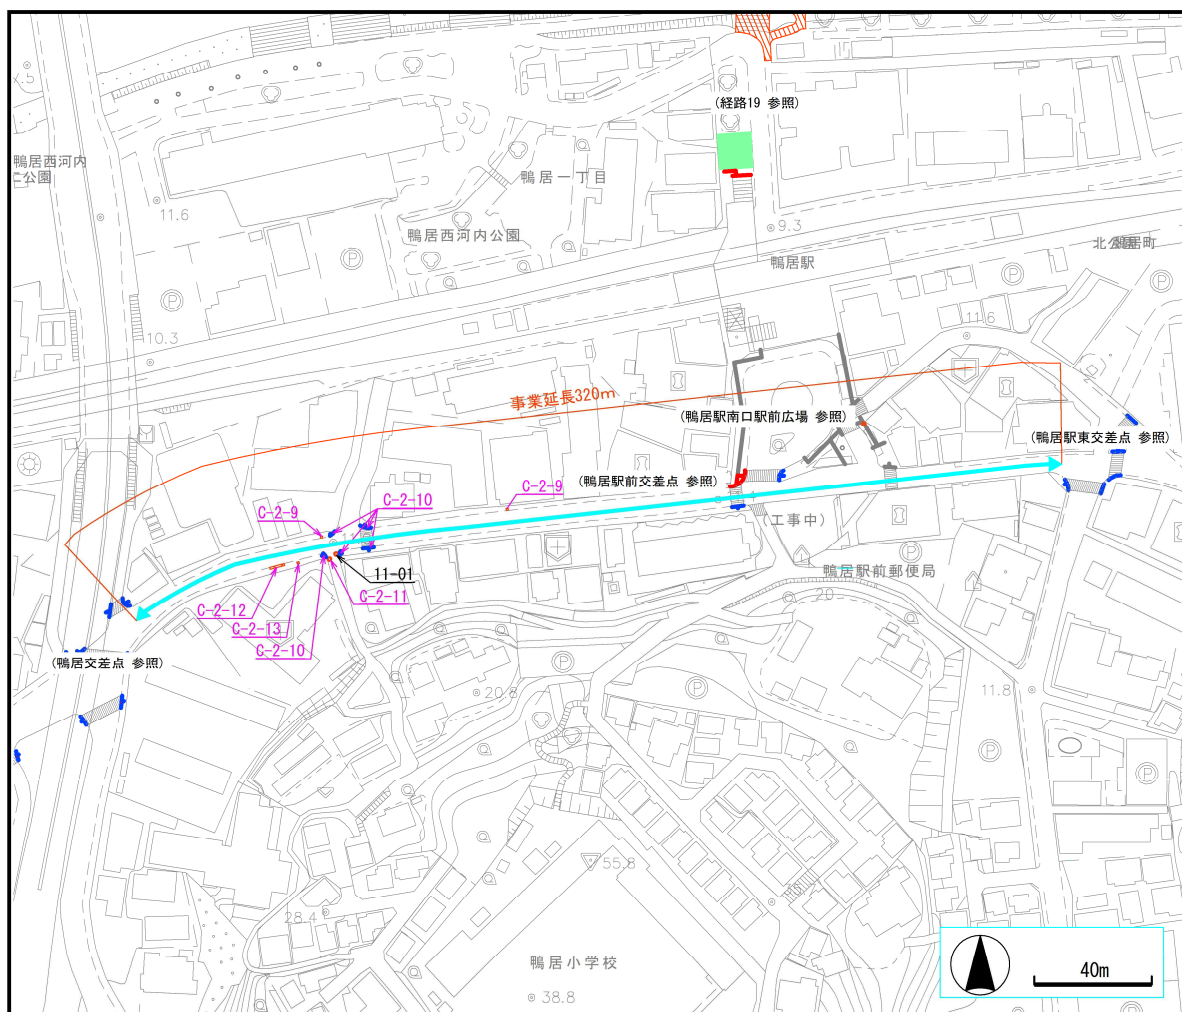 (経路19 参照)
鴨居西河内
二公園
鴨居一丁目
11.6
鴨居西河内公園
9.3
北公園
鴨居町
鴨居駅
P
P
P
10.3
11.6
事業延長320m
(鴨居駅南口駅前広場 参照)
(鴨居駅東交差点 参照)
(鴨居駅前交差点 参照)
C-2-9
C-2-10
C-2-9
(工事中)
11-01
鴨居駅前郵便局
P
C-2-11
C-2-12
C-2-13
C-2-10
20
(鴨居交差点 参照)
P
20.8
P
11.8
P
P
55.8
28.4
鴨居小学校
38.8
P
40m